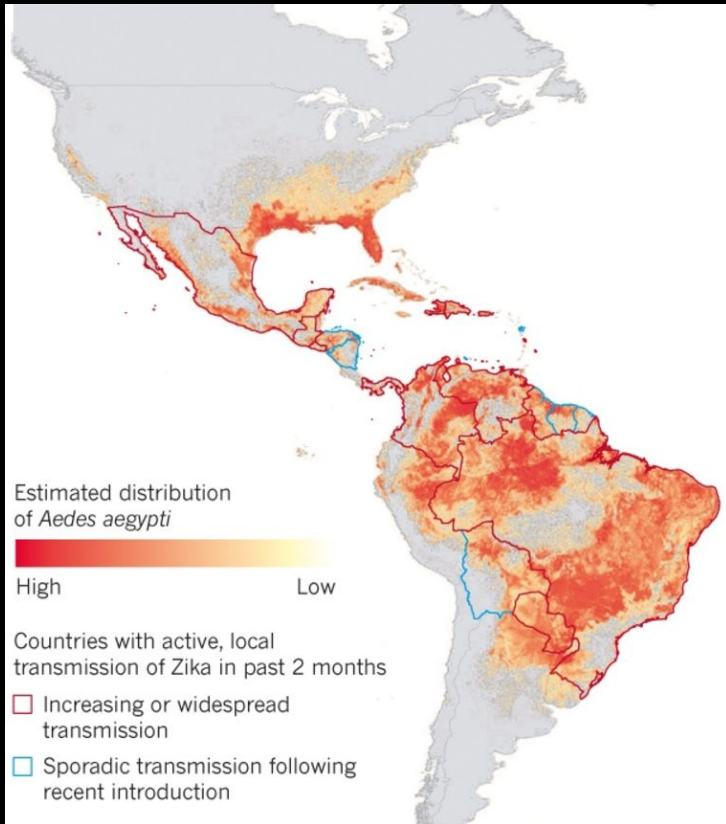 Estimated distribution
of Aedes aegypti
High Low
Countries with active, local
transmission of Zika in past 2 months
Increasing or widespread
transmission
Sporadic transmission following
recent introduction